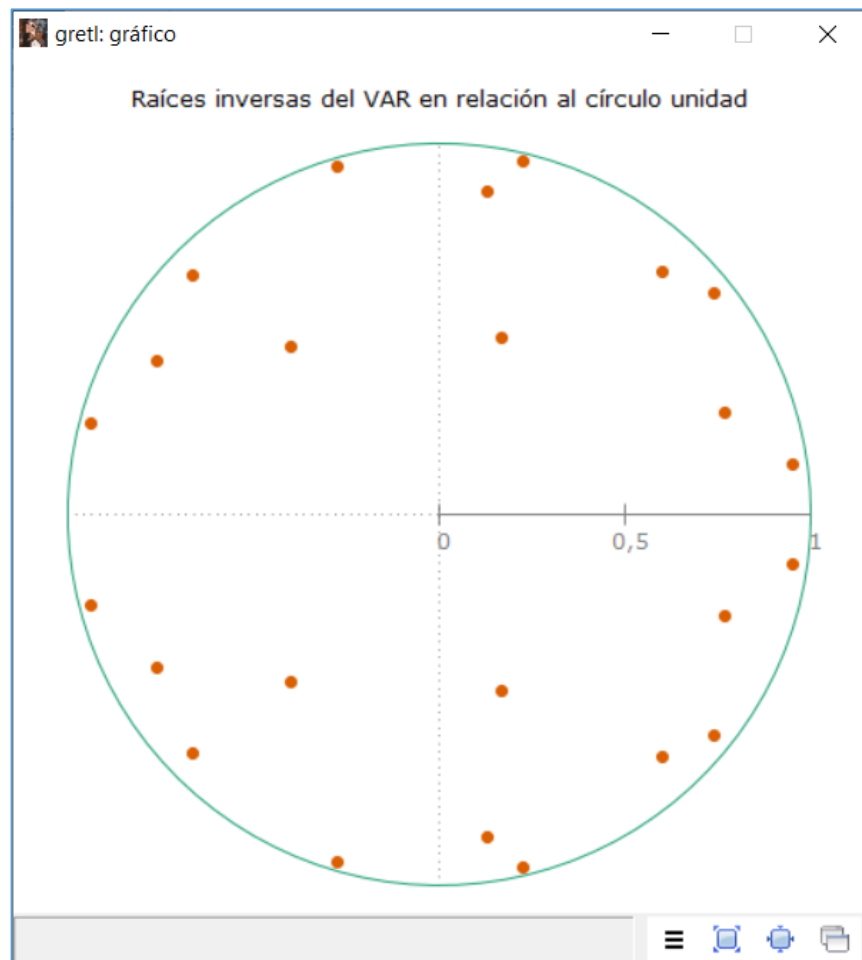 gretl: gráfico
Raíces inversas del VAR en relación al círculo unidad
0 0,5 1